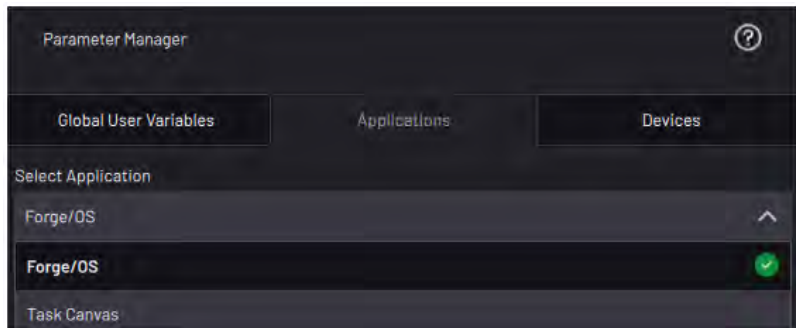 Parameter Manager
Global User Variables Applications Devices
Select Application
Forge/OS
Forge/OS
Task Canvas